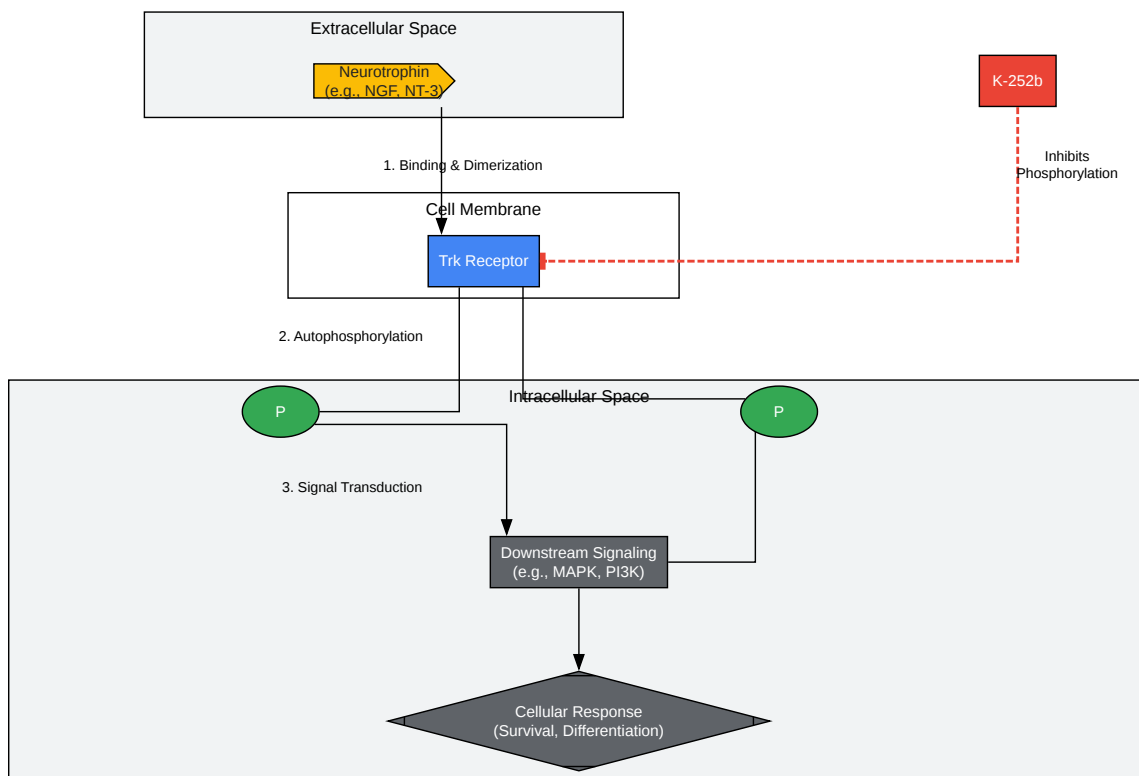 Extracellular Space
Neurotrophin
(e.g., NGF, NT-3)
K-252b
1. Binding & Dimerization
Inhibits
Phosphorylation
Cell Membrane
Trk Receptor
2. Autophosphorylation
Intracellular Space
P
P
3. Signal Transduction
Downstream Signaling
(e.g., MAPK, PI3K)
Cellular Response
(Survival, Differentiation)